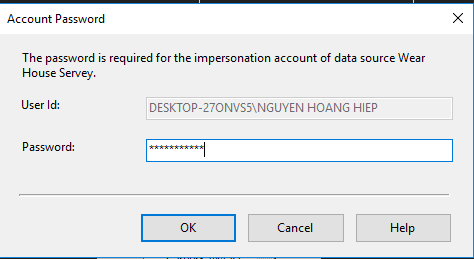 Account Password
The password is required for the impersonation account of data source Wear
House Servey.
User Id:
DESKTOP-27ONVS5\NGUYEN HOANG HIEP
Password:
***********
OK
Cancel
Help